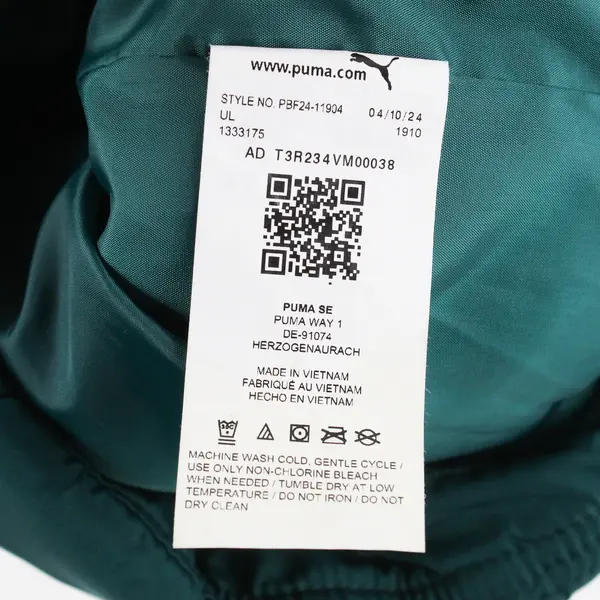 www.puma.com
STYLE NO. PBF24-11904 04/10/24
UL
1333175 1910
AD T3R234VM00038
PUMA SE
PUMA WAY 1
DE-91074
HERZOGENAURACH
MADE IN VIETNAM
FABRIQUÉ AU VIETNAM
HECHO EN VIETNAM
MACHINE WASH COLD, GENTLE CYCLE /
USE ONLY NON-CHLORINE BLEACH
WHEN NEEDED / TUMBLE DRY AT LOW
TEMPERATURE / DO NOT IRON / DO NOT
DRY CLEAN